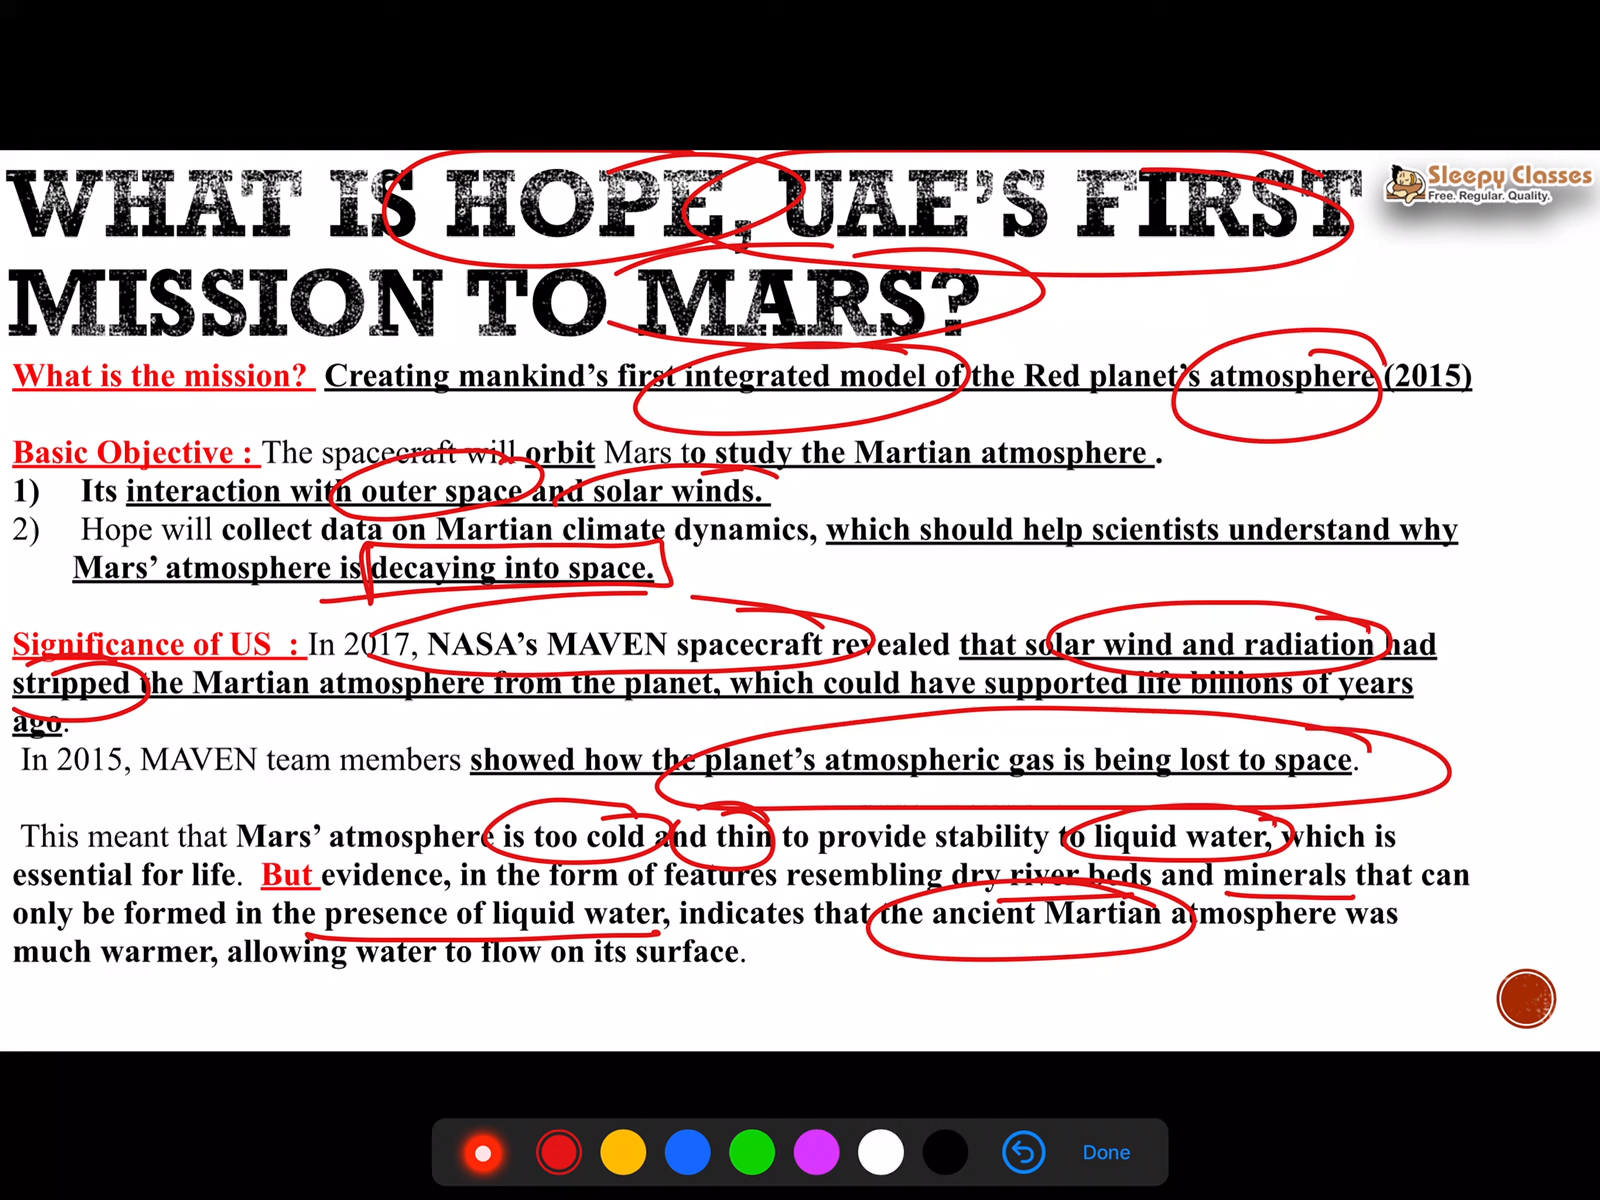 WHAT IS HOPE, UAE'S FIRST
Sleepy Classes
Free. Regular. Quality.
MISSION TO MARS?
What is the mission? Creating mankind's first integrated model of the Red planet's atmosphere (2015)
Basic Objective : The spacecraft will orbit Mars to study the Martian atmosphere .
1) Its interaction with outer space and solar winds.
2) Hope will collect data on Martian climate dynamics, which should help scientists understand why
Mars' atmosphere is decaying into space.
Significance of US : In 2017, NASA's MAVEN spacecraft revealed that solar wind and radiation had
stripped the Martian atmosphere from the planet, which could have supported life billions of years
ago.
In 2015, MAVEN team members showed how the planet's atmospheric gas is being lost to space.
This meant that Mars' atmosphere is too cold and thin to provide stability to liquid water, which is
essential for life. But evidence, in the form of features resembling dry river beds and minerals that can
only be formed in the presence of liquid water, indicates that the ancient Martian atmosphere was
much warmer, allowing water to flow on its surface.
Done